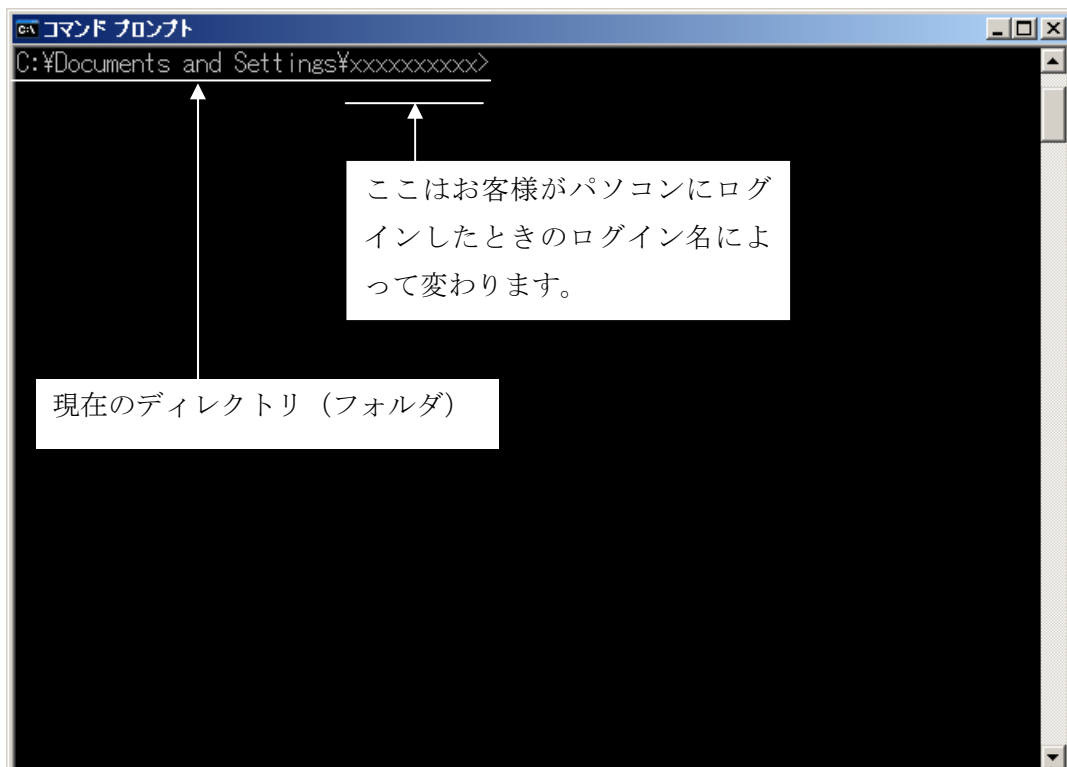 コマンド プロンプト
C:¥Documents and Settings¥xxxxxxxxxx>
ここはお客様がパソコンにログ
インしたときのログイン名によ
って変わります。
現在のディレクトリ（フォルダ）